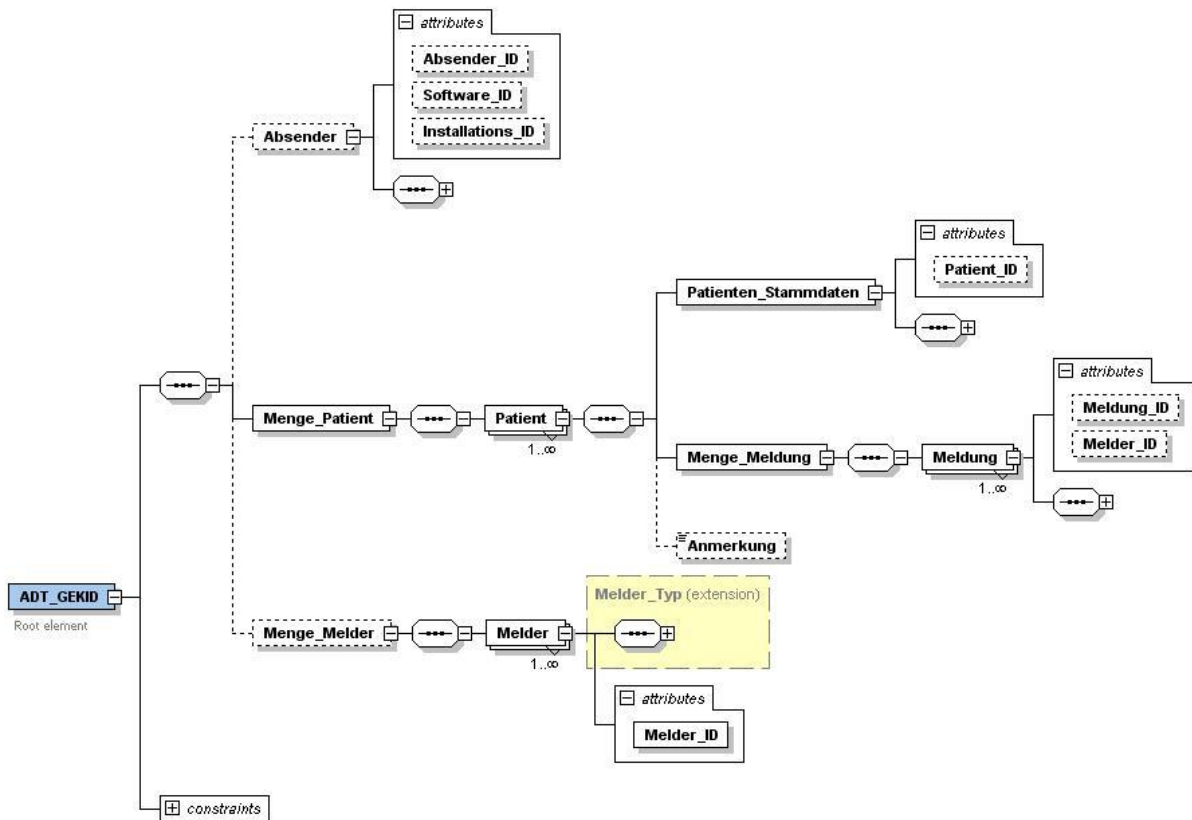 attributes
Absender_ID
Software_ID
Installations_ID
Absender
attributes
Patient_ID
Patienten_Stammdaten
attributes
Meldung_ID
Melder_ID
Menge_Patient
Patient
1..∞
Menge_Meldung
Meldung
1..∞
Anmerkung
ADT_GEKID
Root element
Melder_Typ (extension)
Menge_Melder
Melder
1..∞
attributes
Melder_ID
constraints